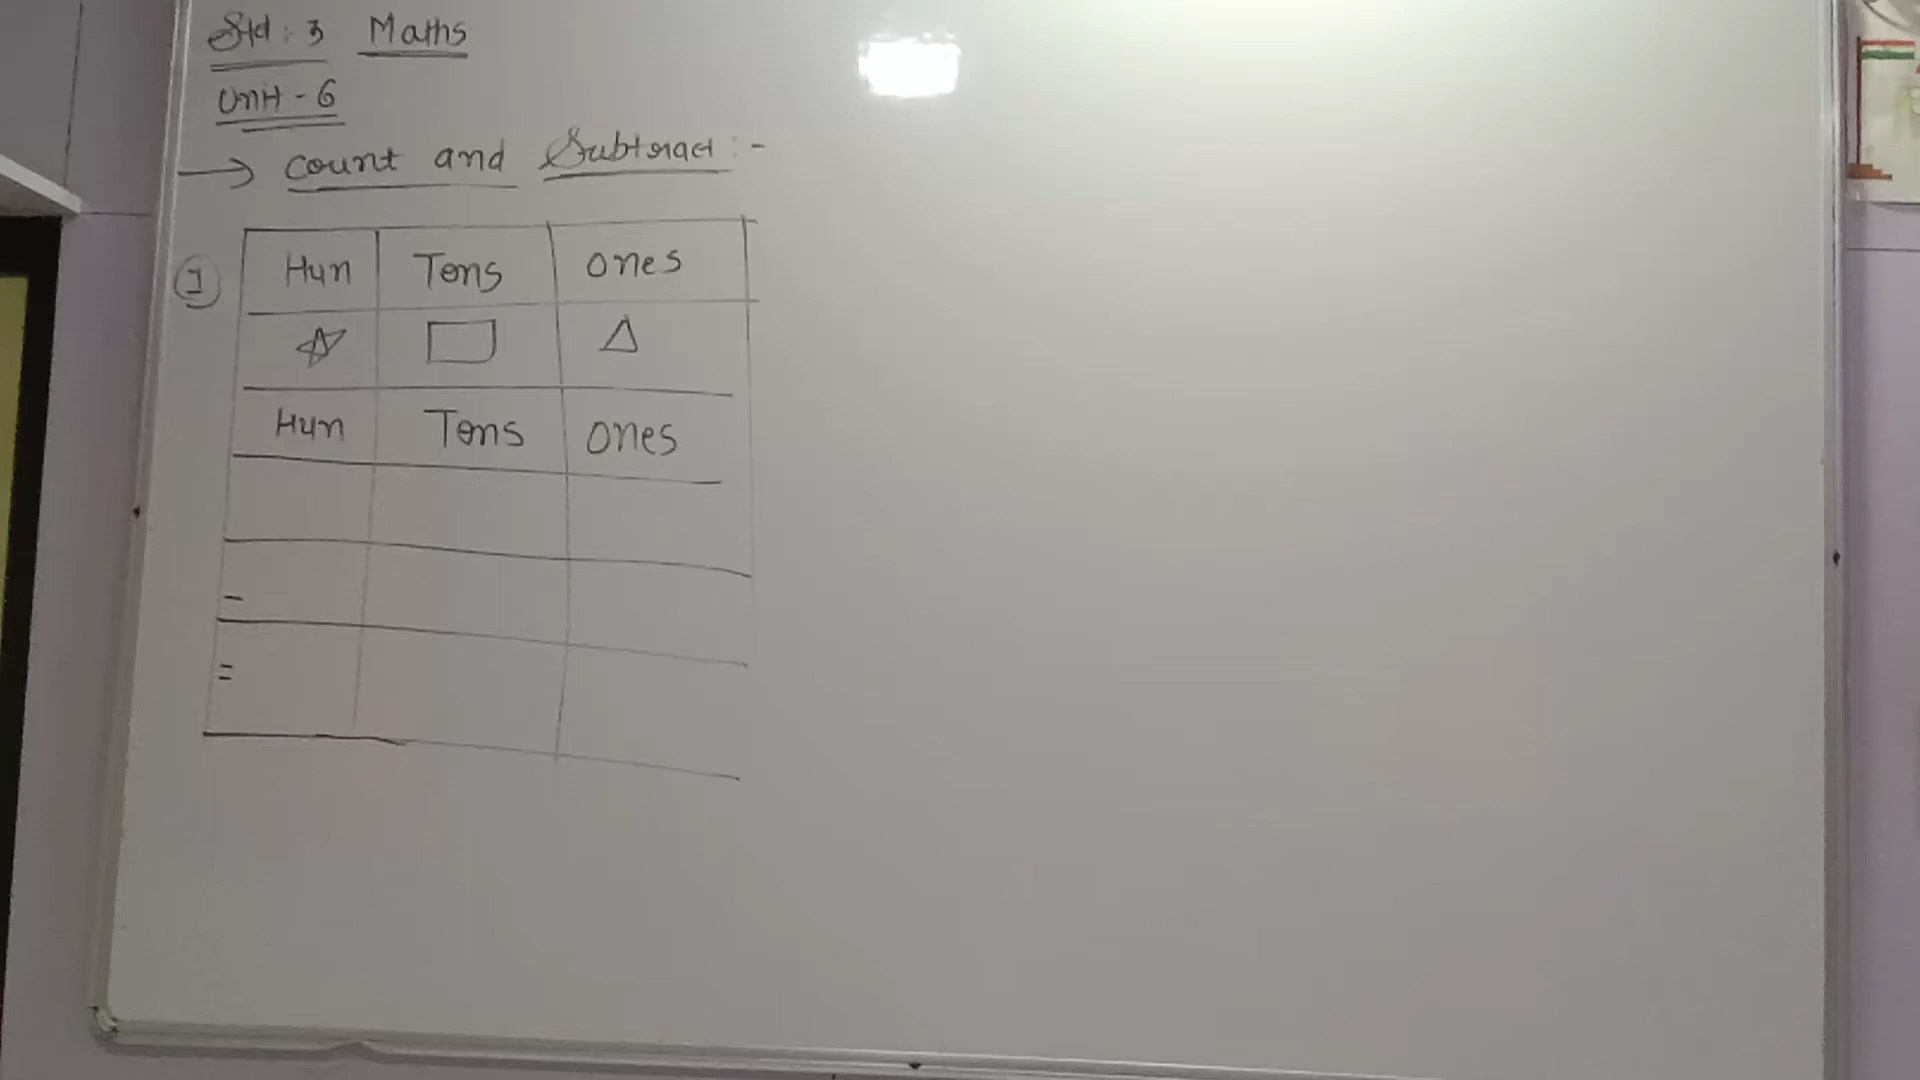 Std : 3 Maths
Unit - 6
→ count and Subtract :-
1 Hun Tens ones
Hun Tens ones
-
=